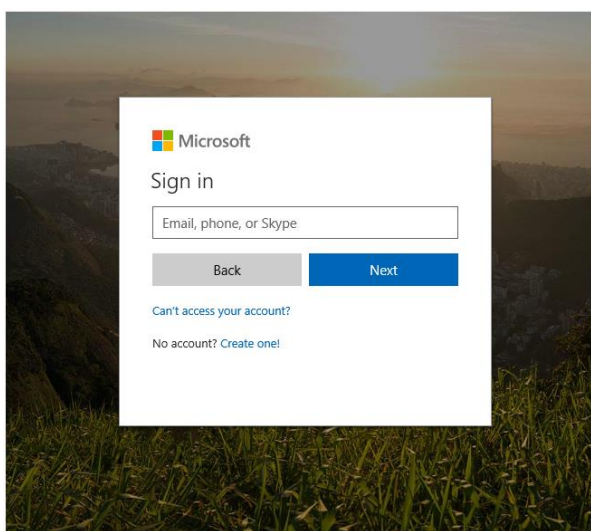 Microsoft
Sign in
Email, phone, or Skype
Back Next
Can't access your account?
No account? Create one!